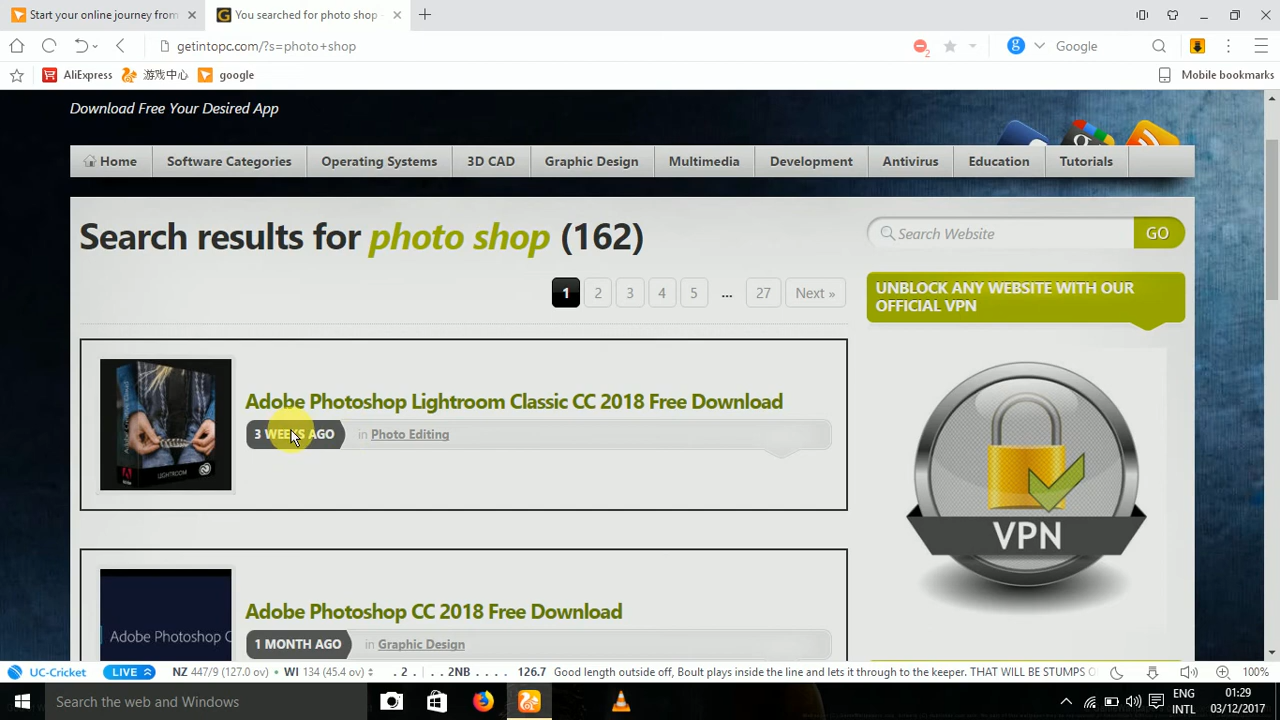 Start your online journey from
You searched for photo shop -
getintopc.com/?s=photo+shop
2
Google
AliExpress
游戏中心
google
Mobile bookmarks
Download Free Your Desired App
Home
Software Categories
Operating Systems
3D CAD
Graphic Design
Multimedia
Development
Antivirus
Education
Tutorials
Search results for photo shop (162)
Search Website
GO
1 2 3 4 5 ... 27 Next »
UNBLOCK ANY WEBSITE WITH OUR
OFFICIAL VPN
VPN
LIGHTROOM
Adobe Photoshop Lightroom Classic CC 2018 Free Download
3 WEEKS AGO
in Photo Editing
Adobe Photoshop C
Adobe Photoshop CC 2018 Free Download
1 MONTH AGO
in Graphic Design
UC-Cricket
LIVE
NZ 447/9 (127.0 ov) • WI 134 (45.4 ov)
. 2 . | . . 2NB . . .
126.7 Good length outside off, Boult plays inside the line and lets it through to the keeper. THAT WILL BE STUMPS O
100%
Search the web and Windows
ENG
INTL
01:29
03/12/2017